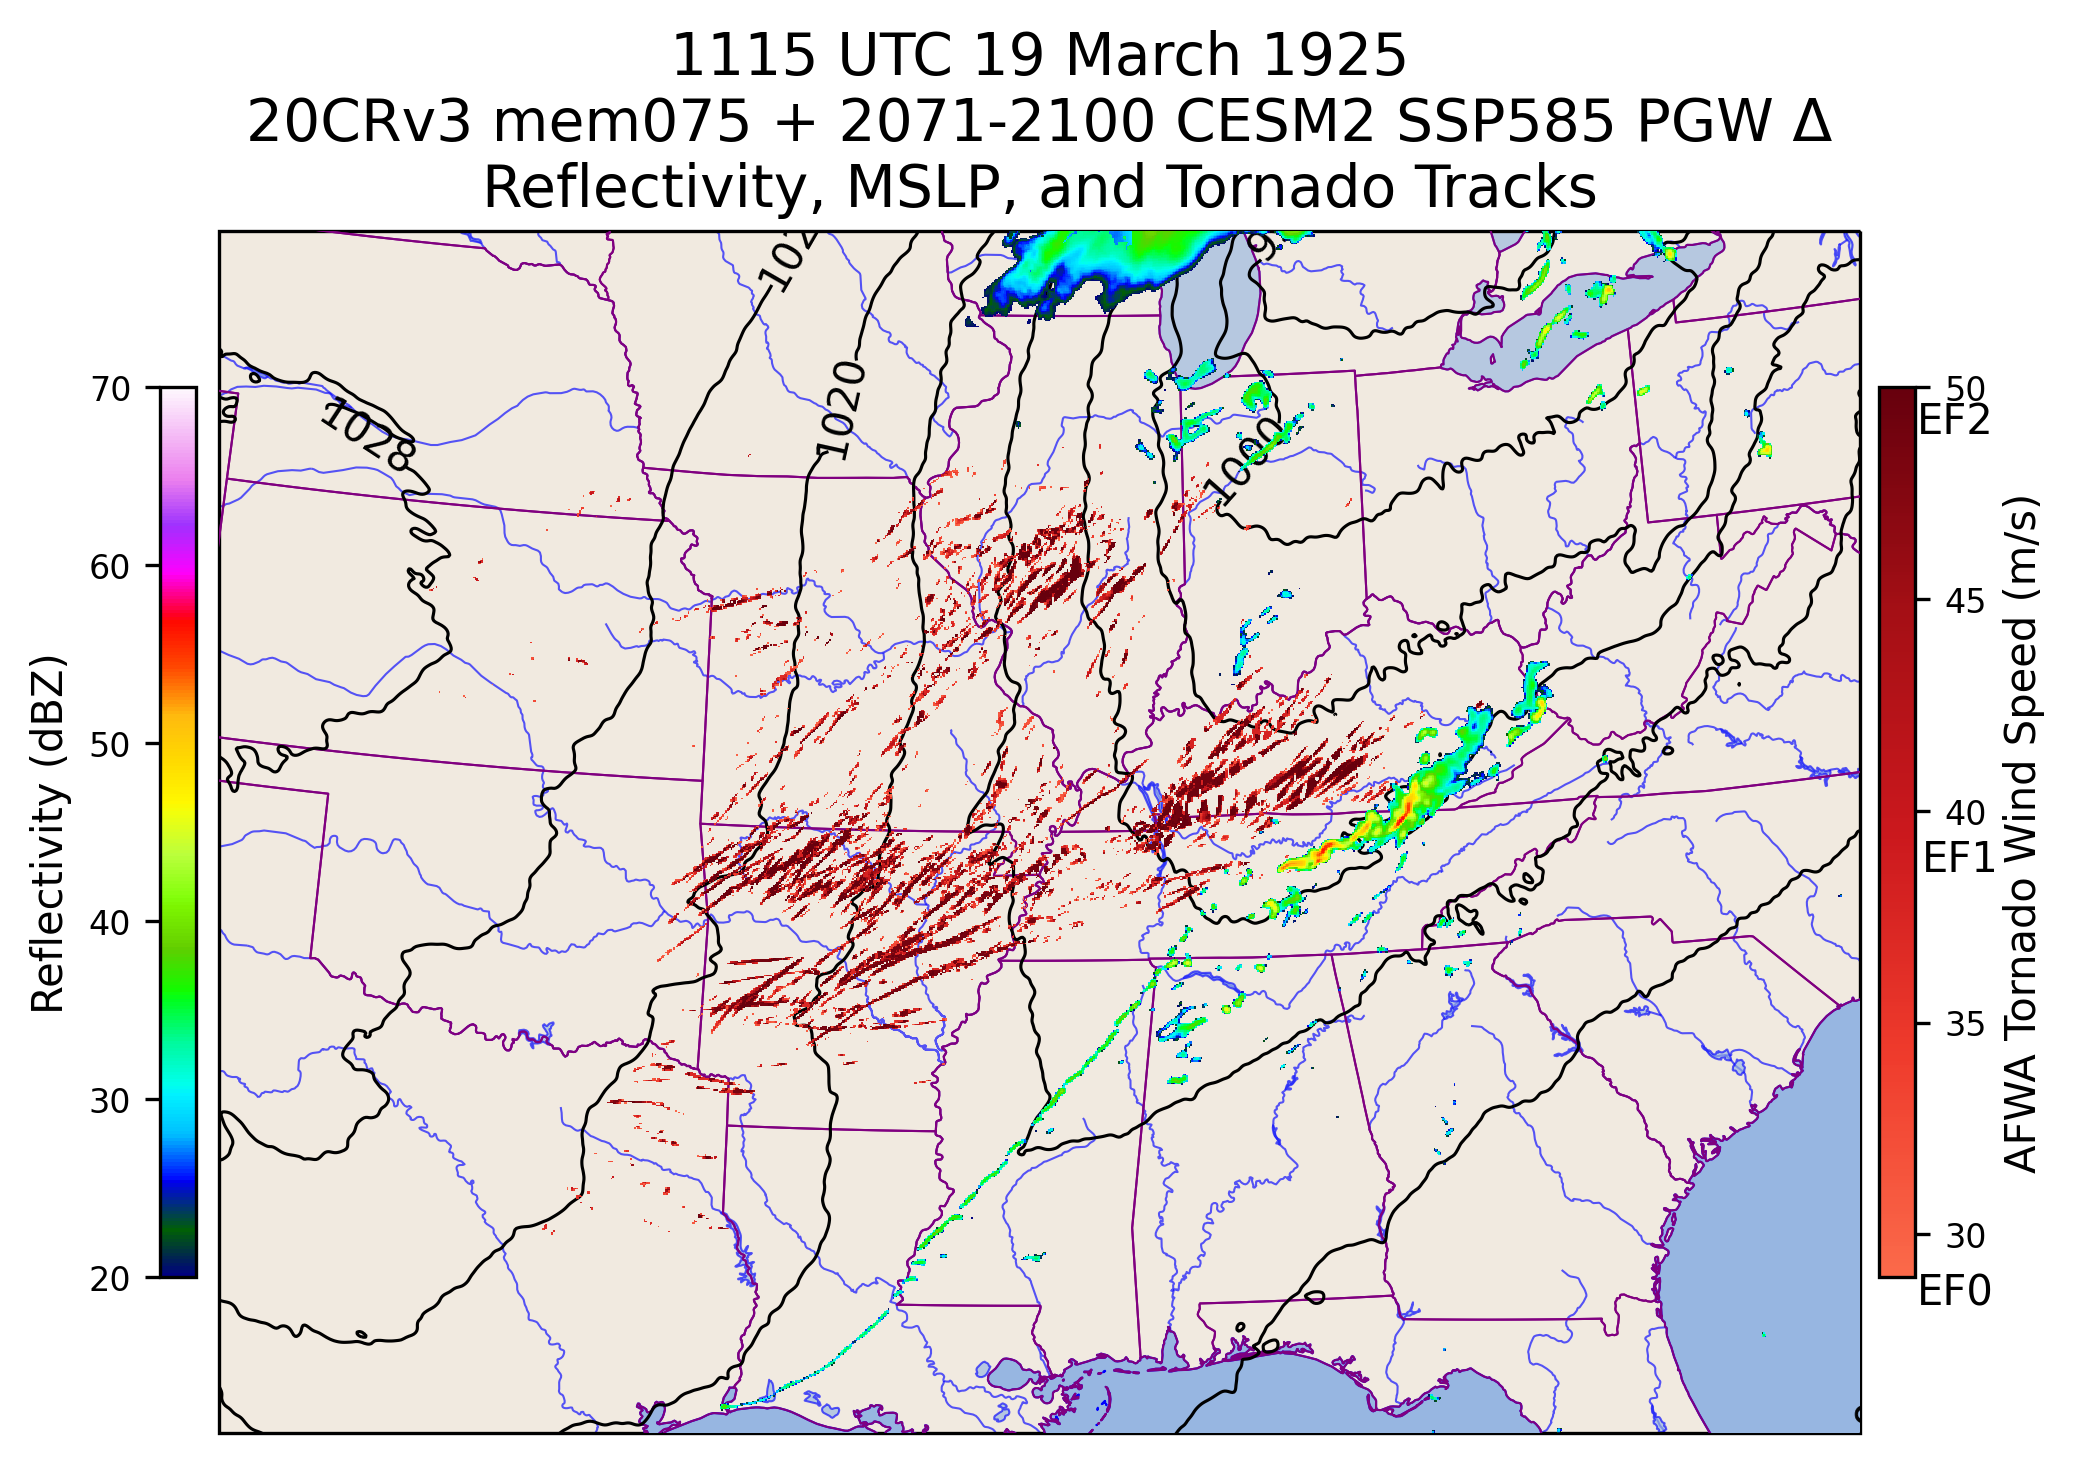 1115 UTC 19 March 1925
20CRv3 mem075 + 2071-2100 CESM2 SSP585 PGW Δ
Reflectivity, MSLP, and Tornado Tracks
1028
1020
1000
Reflectivity (dBZ)
70
60
50
40
30
20
50
EF2
45
40
EF1
35
30
EF0
AFWA Tornado Wind Speed (m/s)